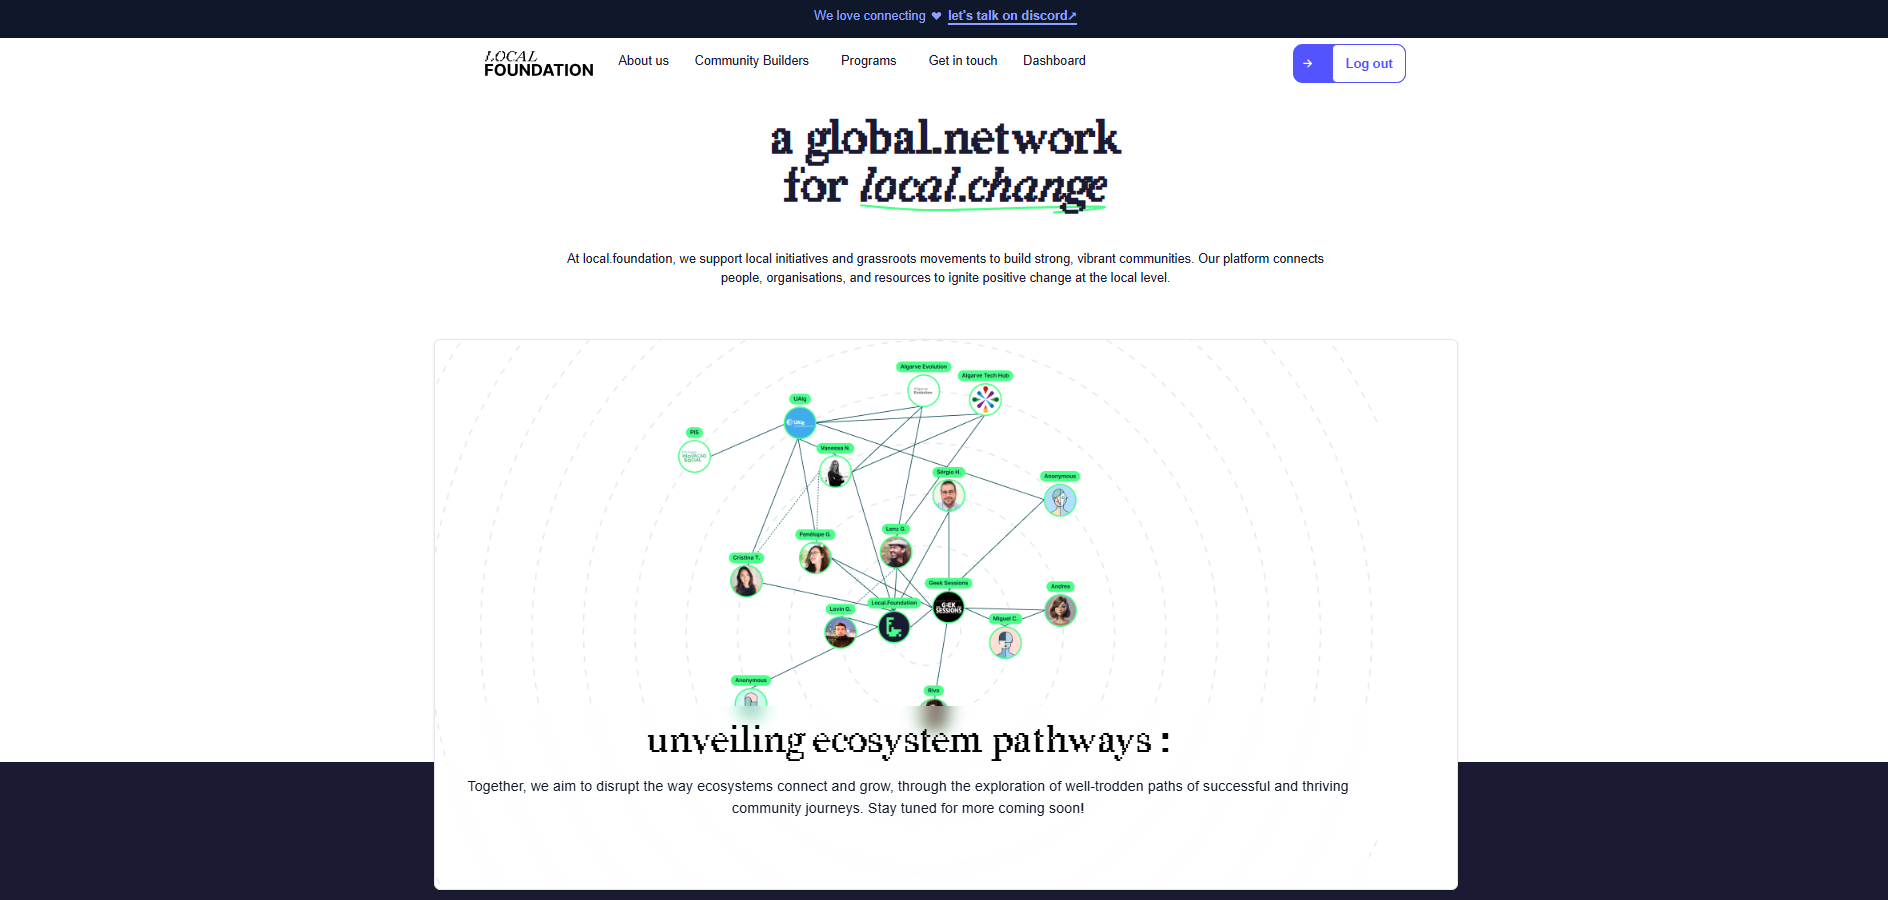 We love connecting ❤ let's talk on discord↗
LOCAL
FOUNDATION
About us
Community Builders
Programs
Get in touch
Dashboard
→ Log out
a global.network
for local.change
At local.foundation, we support local initiatives and grassroots movements to build strong, vibrant communities. Our platform connects
people, organisations, and resources to ignite positive change at the local level.
Algarve Evolution
Algarve Tech Hub
UAlg
PIS
Vanessa N.
Sérgio H.
Anonymous
Penélope G.
Lenz G.
Cristina T.
Geek Sessions
GEEK
SESSIONS
Andrea
Levin G.
Local.Foundation
Miguel C.
Anonymous
Riva
unveiling ecosystem pathways :
Together, we aim to disrupt the way ecosystems connect and grow, through the exploration of well-trodden paths of successful and thriving
community journeys. Stay tuned for more coming soon!